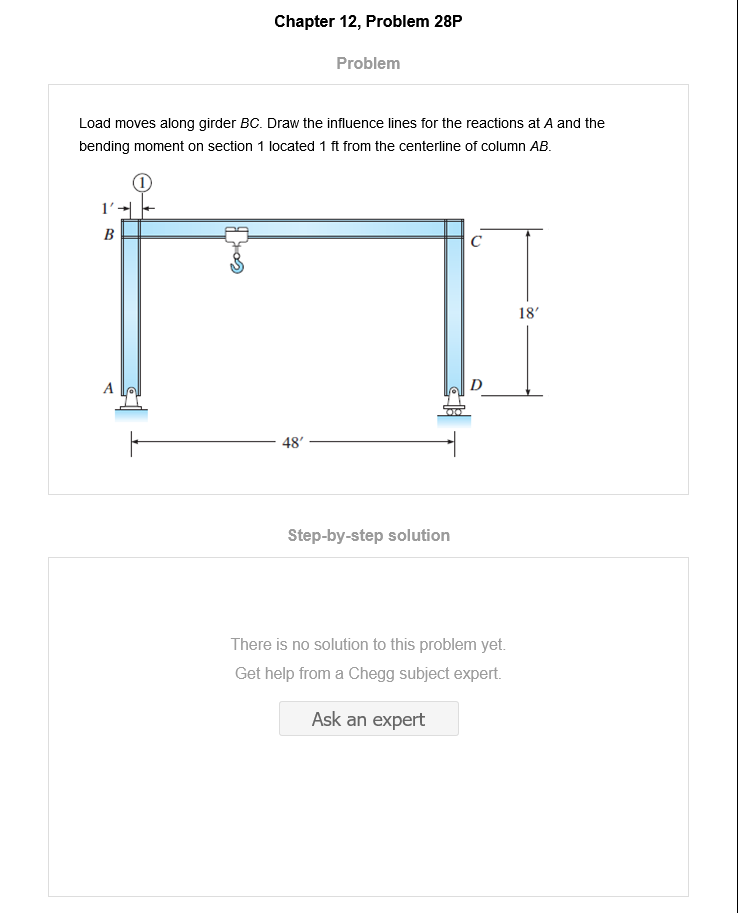 Chapter 12, Problem 28P
Problem
Load moves along girder BC. Draw the influence lines for the reactions at A and the
bending moment on section 1 located 1 ft from the centerline of column AB.
1
1′
B
C
18′
A
D
48′
Step-by-step solution
There is no solution to this problem yet.
Get help from a Chegg subject expert.
Ask an expert